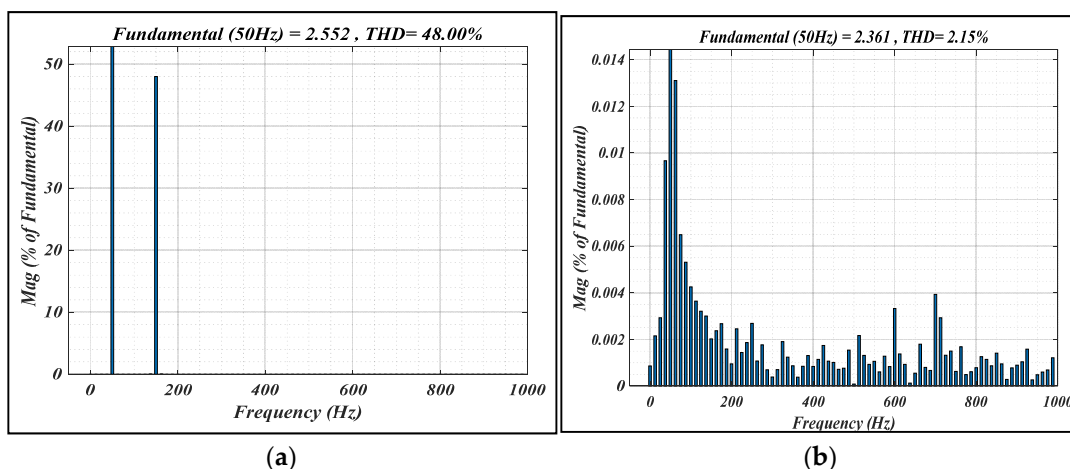 Fundamental (50Hz) = 2.552 , THD= 48.00%
50
40
30
20
10
0
Mag (% of Fundamental)
0 200 400 600 800 1000
Frequency (Hz)
(a)
Fundamental (50Hz) = 2.361 , THD= 2.15%
0.014
0.012
0.01
0.008
0.006
0.004
0.002
0
Mag (% of Fundamental)
0 200 400 600 800 1000
Frequency (Hz)
(b)